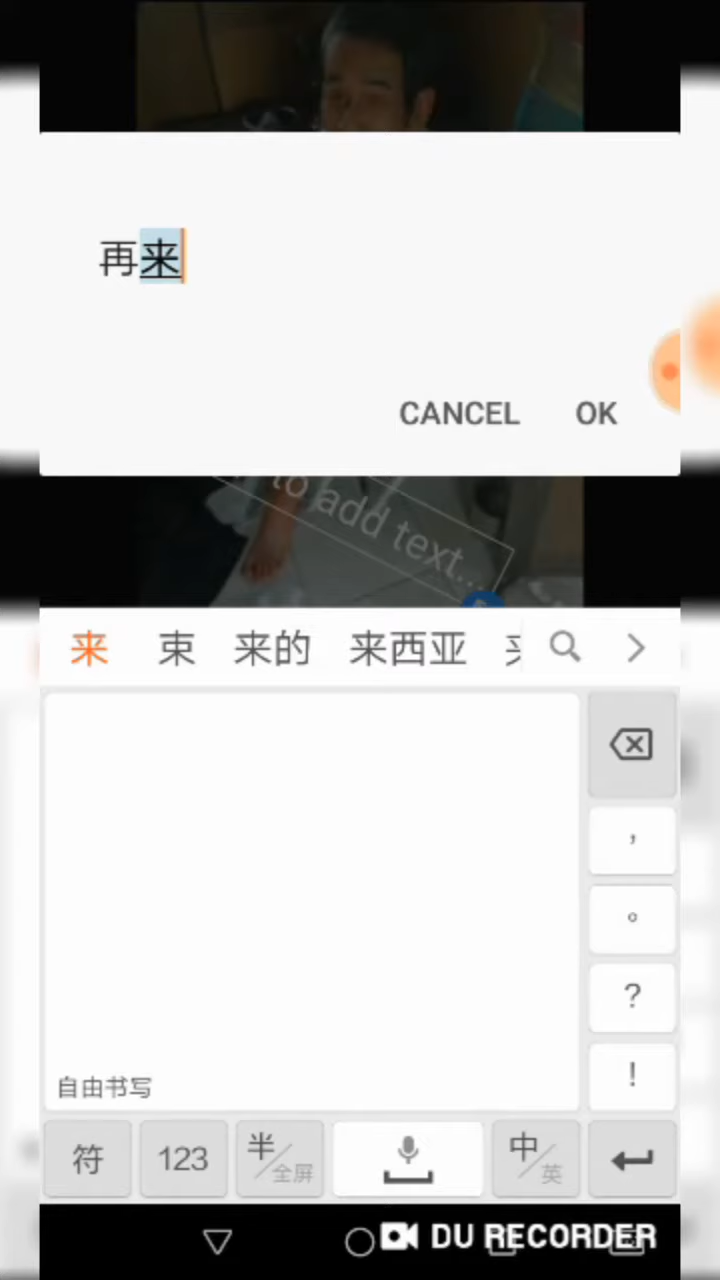 再来
CANCEL OK
to add text...
来 束 来的 来西亚
,
。
?
!
自由书写
符 123 半/全屏 中/英
DU RECORDER